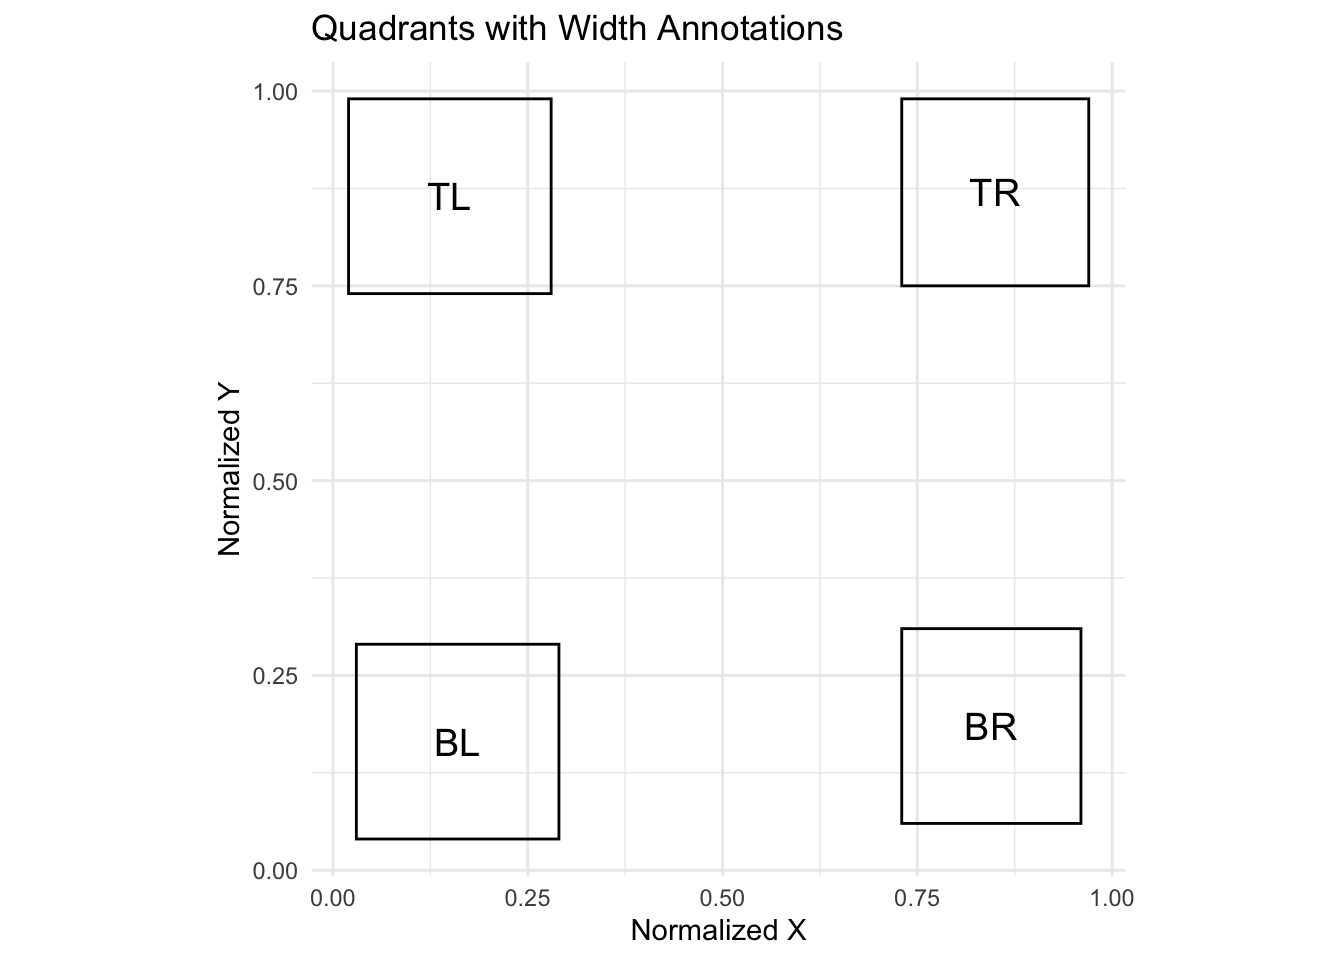 Quadrants with Width Annotations
1.00
TL
TR
0.75
Normalized Y
0.50
0.25
BL
BR
0.00
0.00 0.25 0.50 0.75 1.00
Normalized X